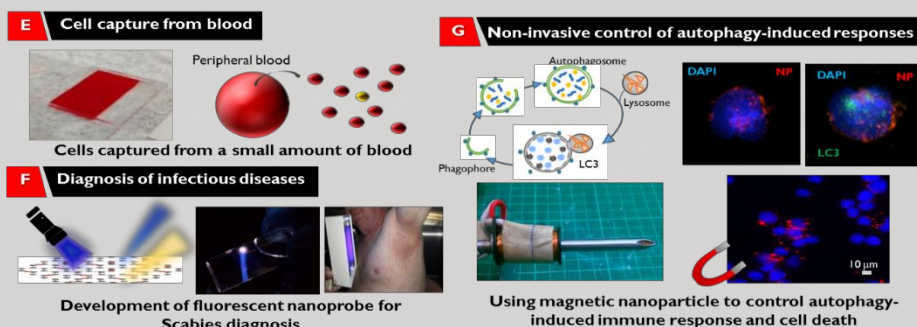 E Cell capture from blood
Peripheral blood
Cells captured from a small amount of blood
F Diagnosis of infectious diseases
Development of fluorescent nanoprobe for
Scabies diagnosis
G Non-invasive control of autophagy-induced responses
Autophagosome
Lysosome
LC3
Phagophore
DAPI NP
DAPI NP
LC3
10 μm
Using magnetic nanoparticle to control autophagy-
induced immune response and cell death